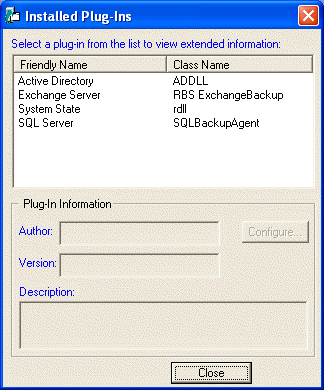 Installed Plug-Ins
Select a plug-in from the list to view extended information:
Friendly Name Class Name
Active Directory ADDLL
Exchange Server RBS ExchangeBackup
System State rdll
SQL Server SQLBackupAgent
Plug-In Information
Author: Configure...
Version:
Description:
Close